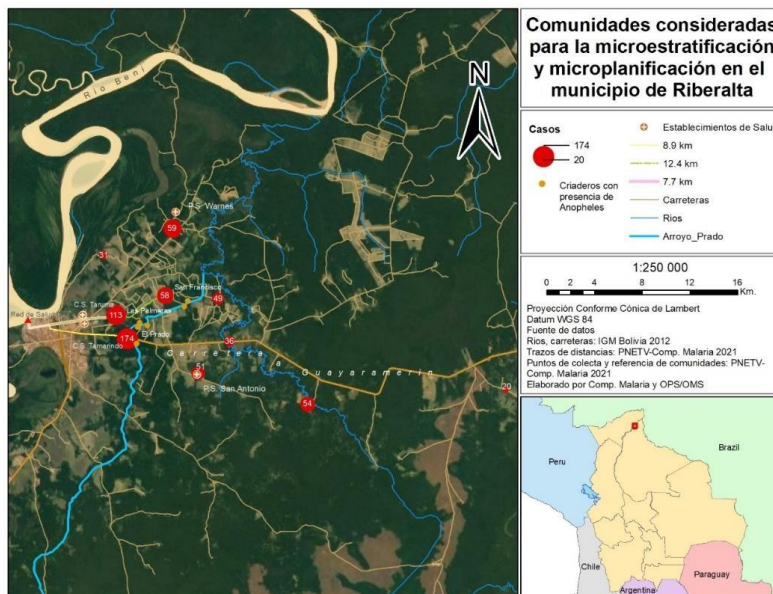 Comunidades consideradas
para la microestratificación
y microplanificación en el
municipio de Riberalta
Casos
174
20
Criaderos con
presencia de
Anopheles
Establecimientos de Salu
8.9 km
12.4 km
7.7 km
Carreteras
Rios
Arroyo_Prado
1:250 000
0 2 4 8 12 16
Km.
Proyección Conforme Cónica de Lambert
Datum WGS 84
Fuente de datos
Rios, carreteras: IGM Bolivia 2012
Trazos de distancias: PNETV-Comp. Malaria 2021
Puntos de colecta y referencia de comunidades: PNETV-
Comp. Malaria 2021
Elaborado por Comp. Malaria y OPS/OMS
N
Río Beni
P.S. Warnes
59
31
San Francisco
58
49
C.S. Taruma
Las Palmeras
113
Red de Salud
El Prado
174
C.S. Tamarindo
36
Carretera a Guayaramerin
51
P.S. San Antonio
54
20
Peru
Brazil
Chile
Paraguay
Argentina